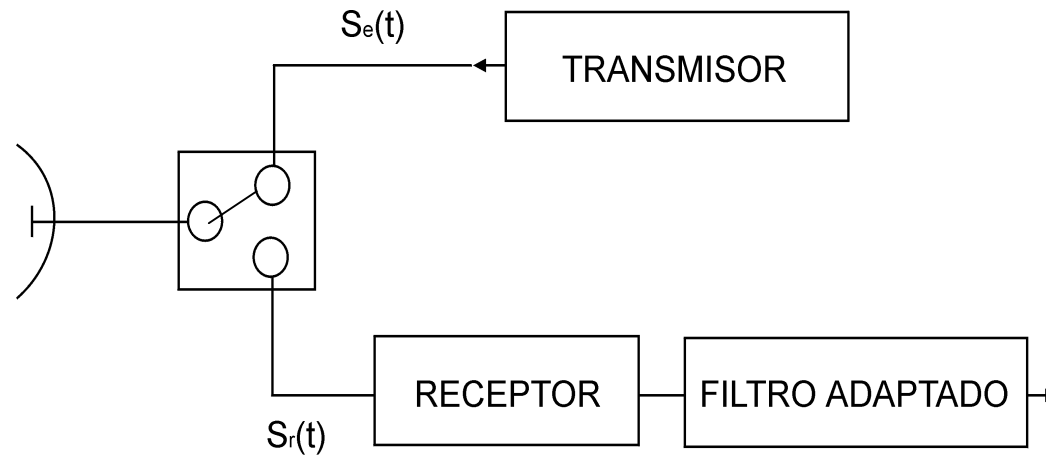 Se(t)
TRANSMISOR
RECEPTOR
FILTRO ADAPTADO
Sr(t)